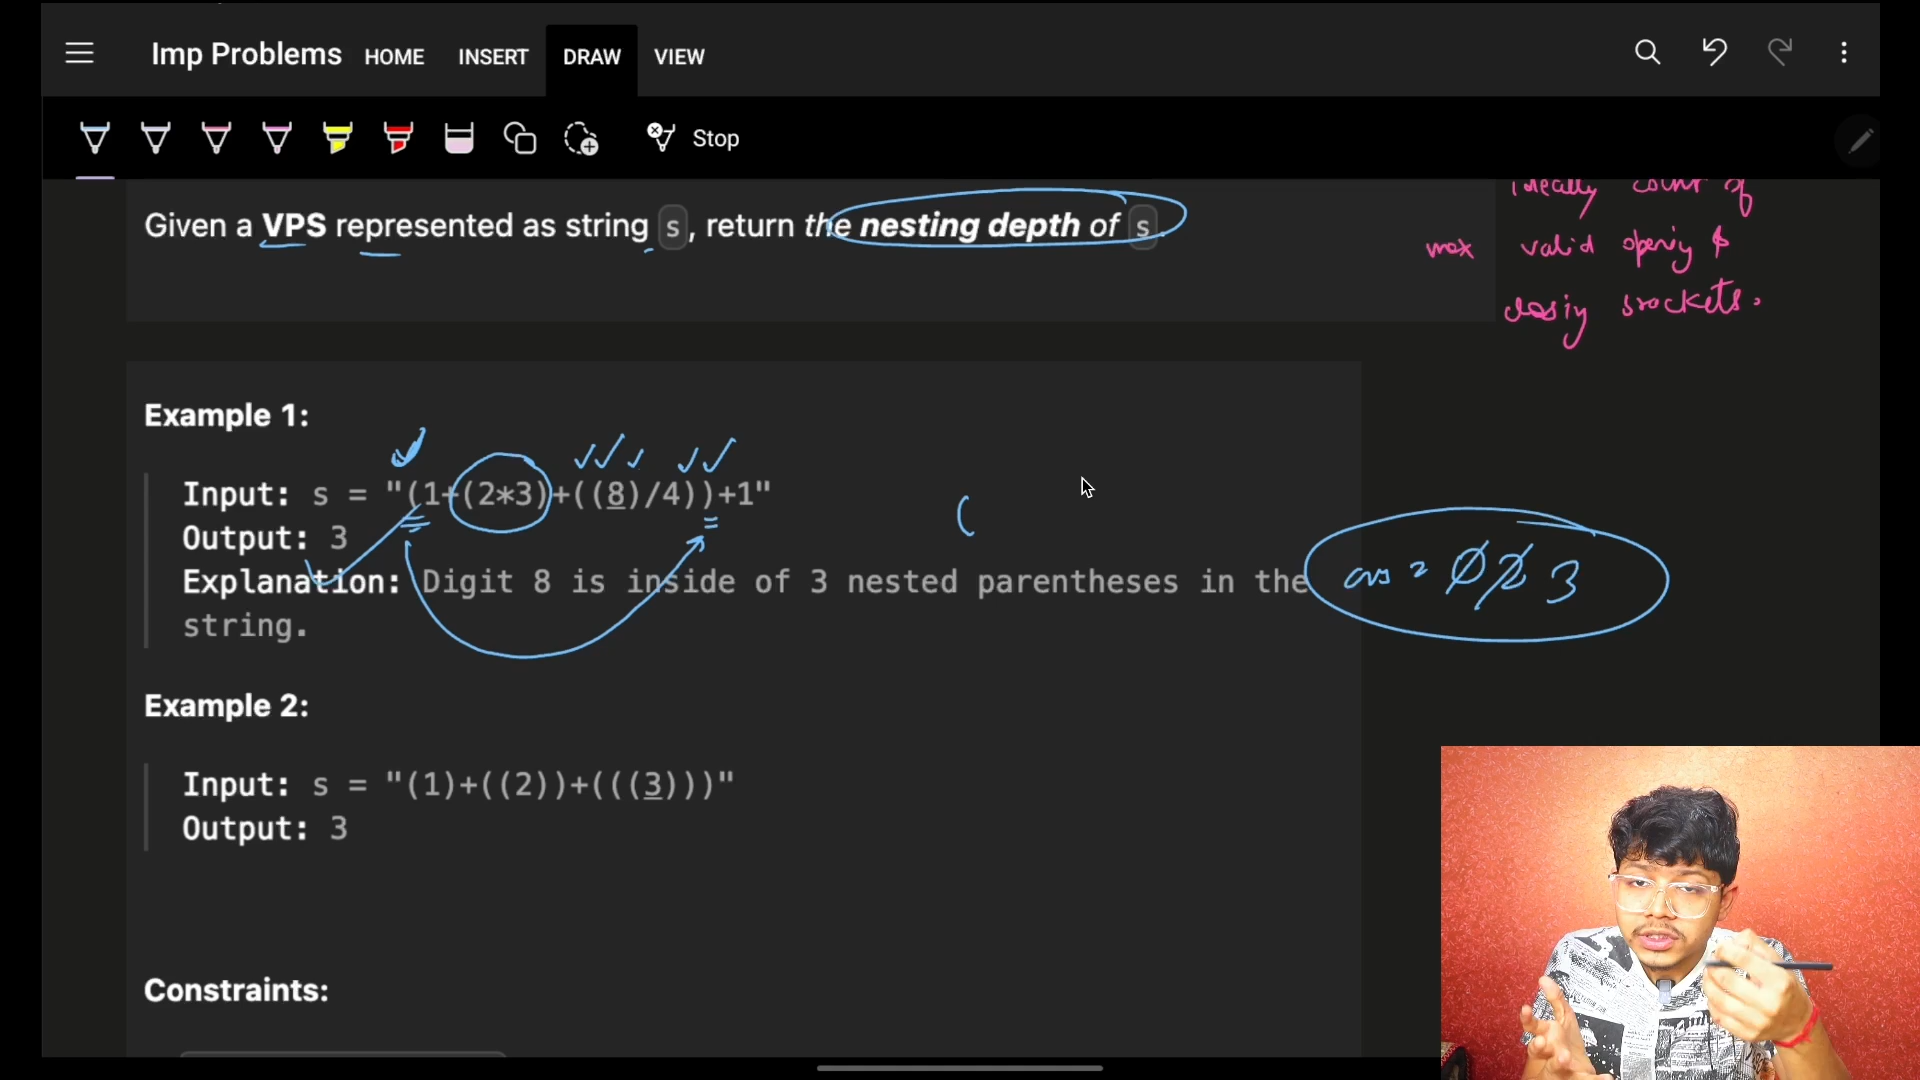 Imp Problems HOME INSERT DRAW VIEW
Stop
Given a VPS represented as string s, return the nesting depth of s.
ideally count of
max valid opening &
closing brackets.
Example 1:
Input: s = "(1+(2*3)+((8)/4))+1"
Output: 3
(
Explanation: Digit 8 is inside of 3 nested parentheses in the
string.
ans = 0 2 3
Example 2:
Input: s = "(1)+((2))+(((3)))"
Output: 3
Constraints: